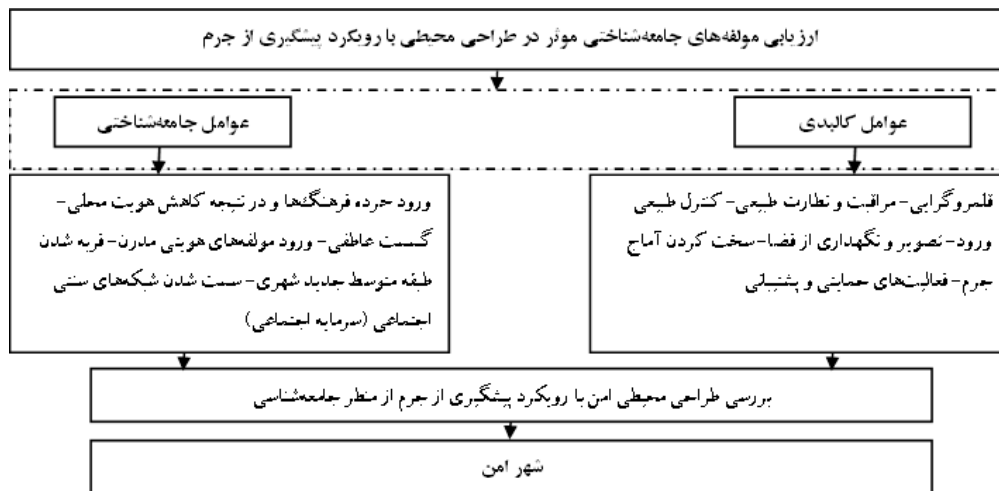 ارزیابی مولفه‌های جامعه‌شناختی موثر در طراحی محیطی با رویکرد پیشگیری از جرم
عوامل کالبدی
عوامل جامعه‌شناختی
قلمروگرایی- مراقبت و نظارت طبیعی- کنترل طبیعی
ورود- تصویر و نگهداری از فضا- سخت کردن آماج
جرم- فعالیت‌های حمایتی و پشتیبانی
ورود خرده فرهنگ‌ها و در نتیجه کاهش هویت محلی-
گسست عاطفی- ورود مولفه‌های هویتی مدرن- فربه شدن
طبقه متوسط جدید شهری- سست شدن شبکه‌های سنتی
اجتماعی (سرمایه اجتماعی)
بررسی طراحی محیطی امن با رویکرد پیشگیری از جرم از منظر جامعه‌شناسی
شهر امن